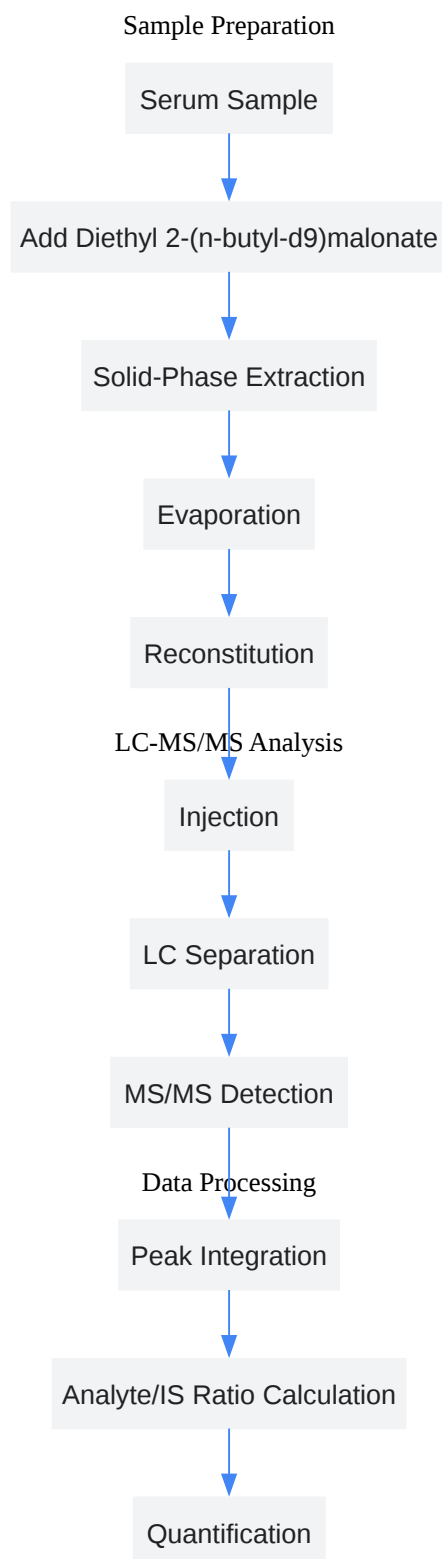 Sample Preparation
Serum Sample
Add Diethyl 2-(n-butyl-d9)malonate
Solid-Phase Extraction
Evaporation
Reconstitution
LC-MS/MS Analysis
Injection
LC Separation
MS/MS Detection
Data Processing
Peak Integration
Analyte/IS Ratio Calculation
Quantification